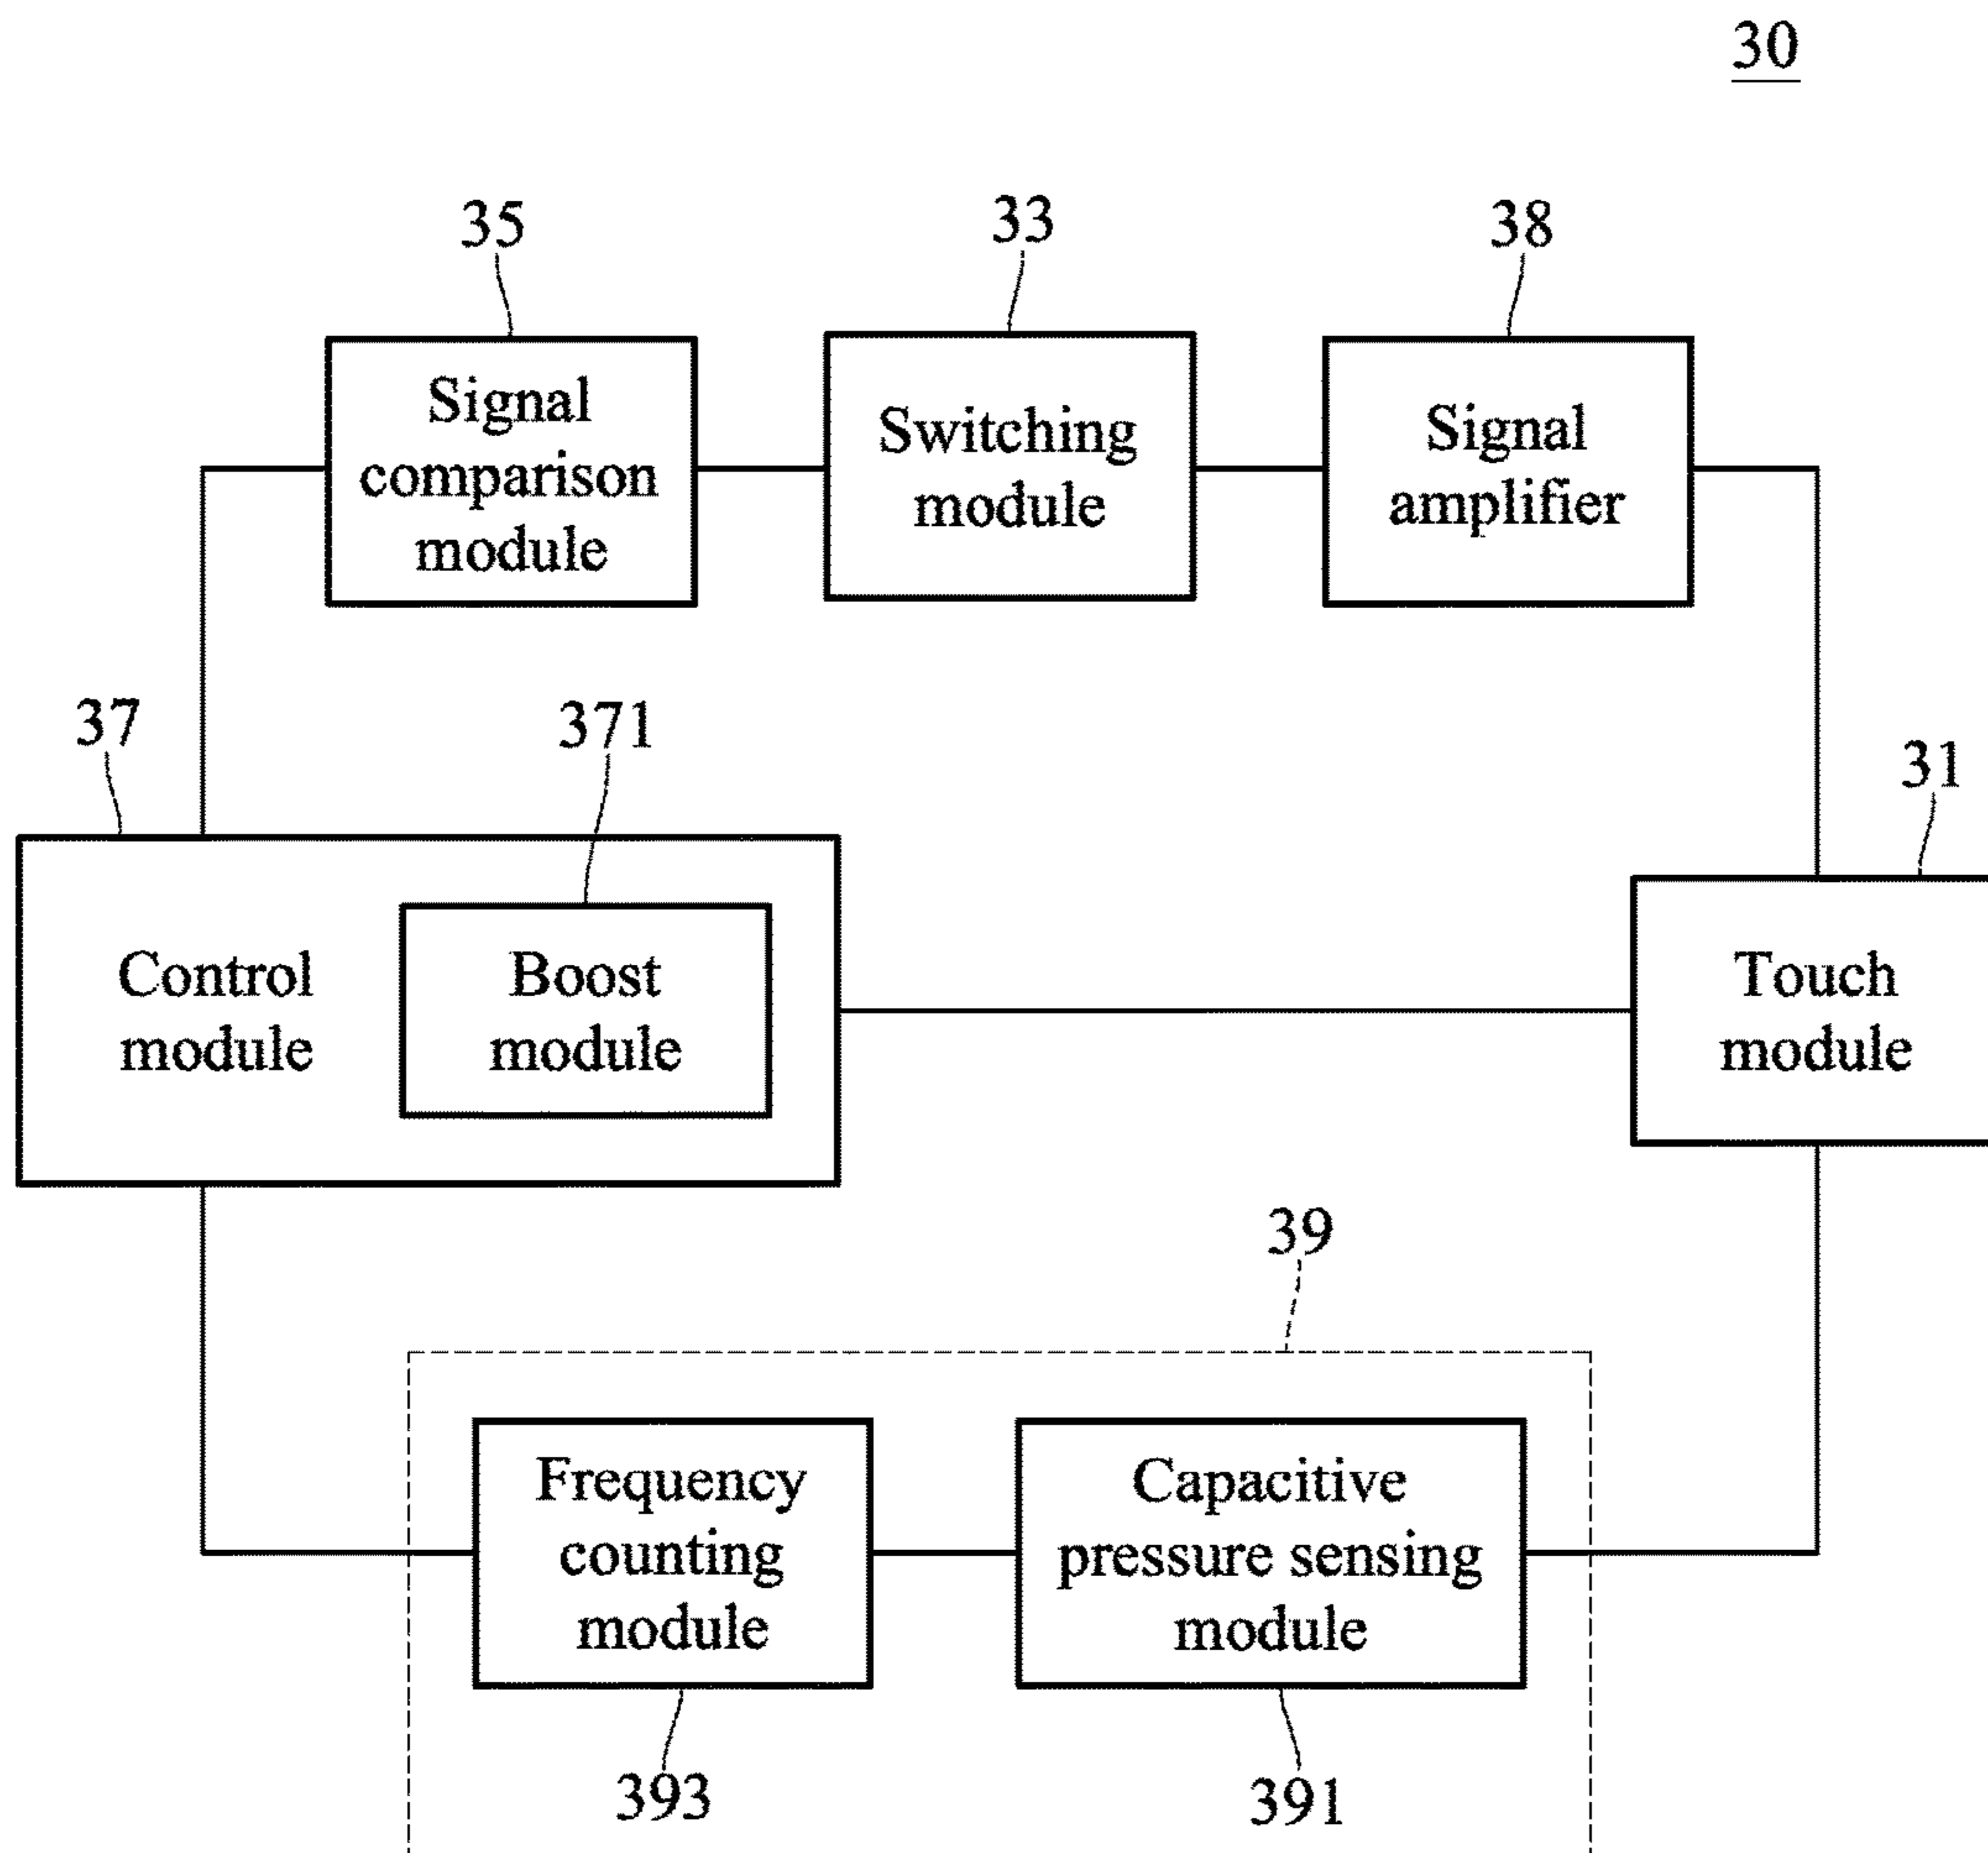 30
35
33
38
Signal
comparison
module
Switching
module
Signal
amplifier
37
371
31
Control
module
Boost
module
Touch
module
39
Frequency
counting
module
Capacitive
pressure sensing
module
393
391